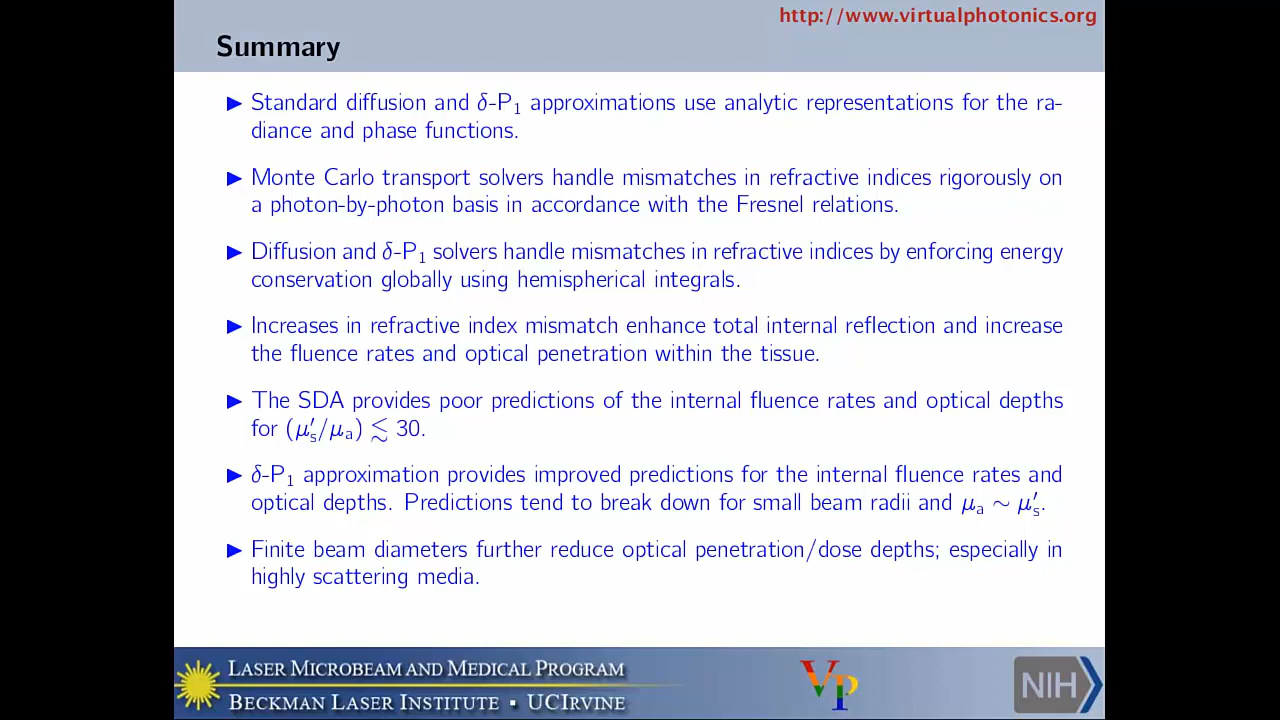 http://www.virtualphotonics.org
Summary
▶ Standard diffusion and δ-P₁ approximations use analytic representations for the ra-
diance and phase functions.
▶ Monte Carlo transport solvers handle mismatches in refractive indices rigorously on
a photon-by-photon basis in accordance with the Fresnel relations.
▶ Diffusion and δ-P₁ solvers handle mismatches in refractive indices by enforcing energy
conservation globally using hemispherical integrals.
▶ Increases in refractive index mismatch enhance total internal reflection and increase
the fluence rates and optical penetration within the tissue.
▶ The SDA provides poor predictions of the internal fluence rates and optical depths
for (μ′ₛ/μₐ) ≲ 30.
▶ δ-P₁ approximation provides improved predictions for the internal fluence rates and
optical depths. Predictions tend to break down for small beam radii and μₐ ∼ μ′ₛ.
▶ Finite beam diameters further reduce optical penetration/dose depths; especially in
highly scattering media.
LASER MICROBEAM AND MEDICAL PROGRAM
BECKMAN LASER INSTITUTE ▪ UCIRVINE
VP
NIH